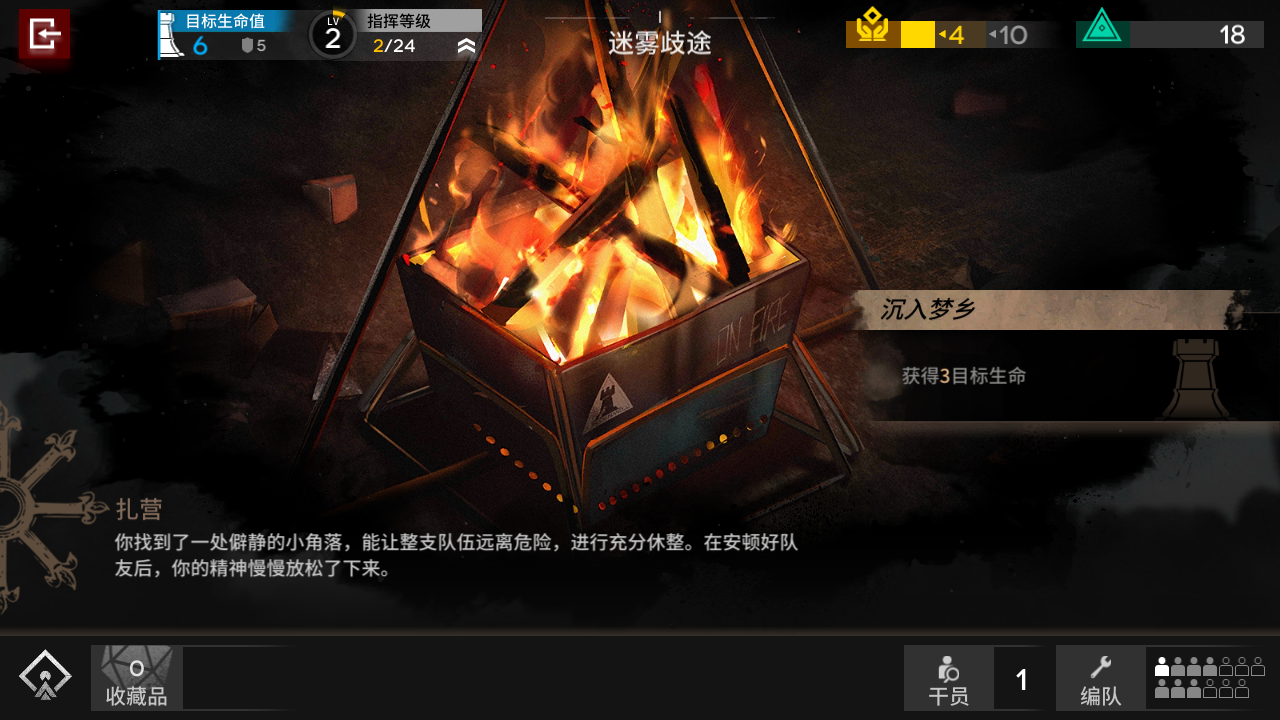 目标生命值
6
5
LV
2
指挥等级
2/24
迷雾歧途
4
10
18
ON FIRE
沉入梦乡
获得3目标生命
扎营
你找到了一处僻静的小角落，能让整支队伍远离危险，进行充分休整。在安顿好队
友后，你的精神慢慢放松了下来。
0
收藏品
干员
1
编队